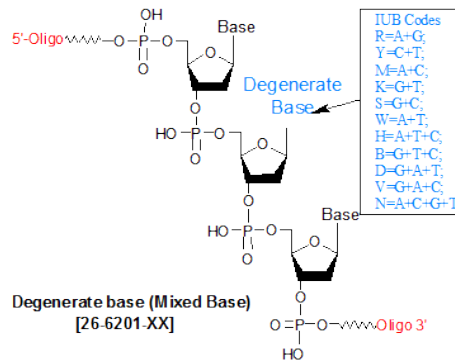 OH
Base
5'-Oligo
O
P
O
O
O
O
Degenerate
Base
HO
P
O
O
O
O
Base
HO
P
O
O
O
O
O
P
O
Oligo 3'
OH
IUB Codes
R=A+G;
Y=C+T;
M=A+C;
K=G+T;
S=G+C;
W=A+T;
H=A+T+C;
B=G+T+C;
D=G+A+T;
V=G+A+C;
N=A+C+G+T
Degenerate base (Mixed Base)
[26-6201-XX]